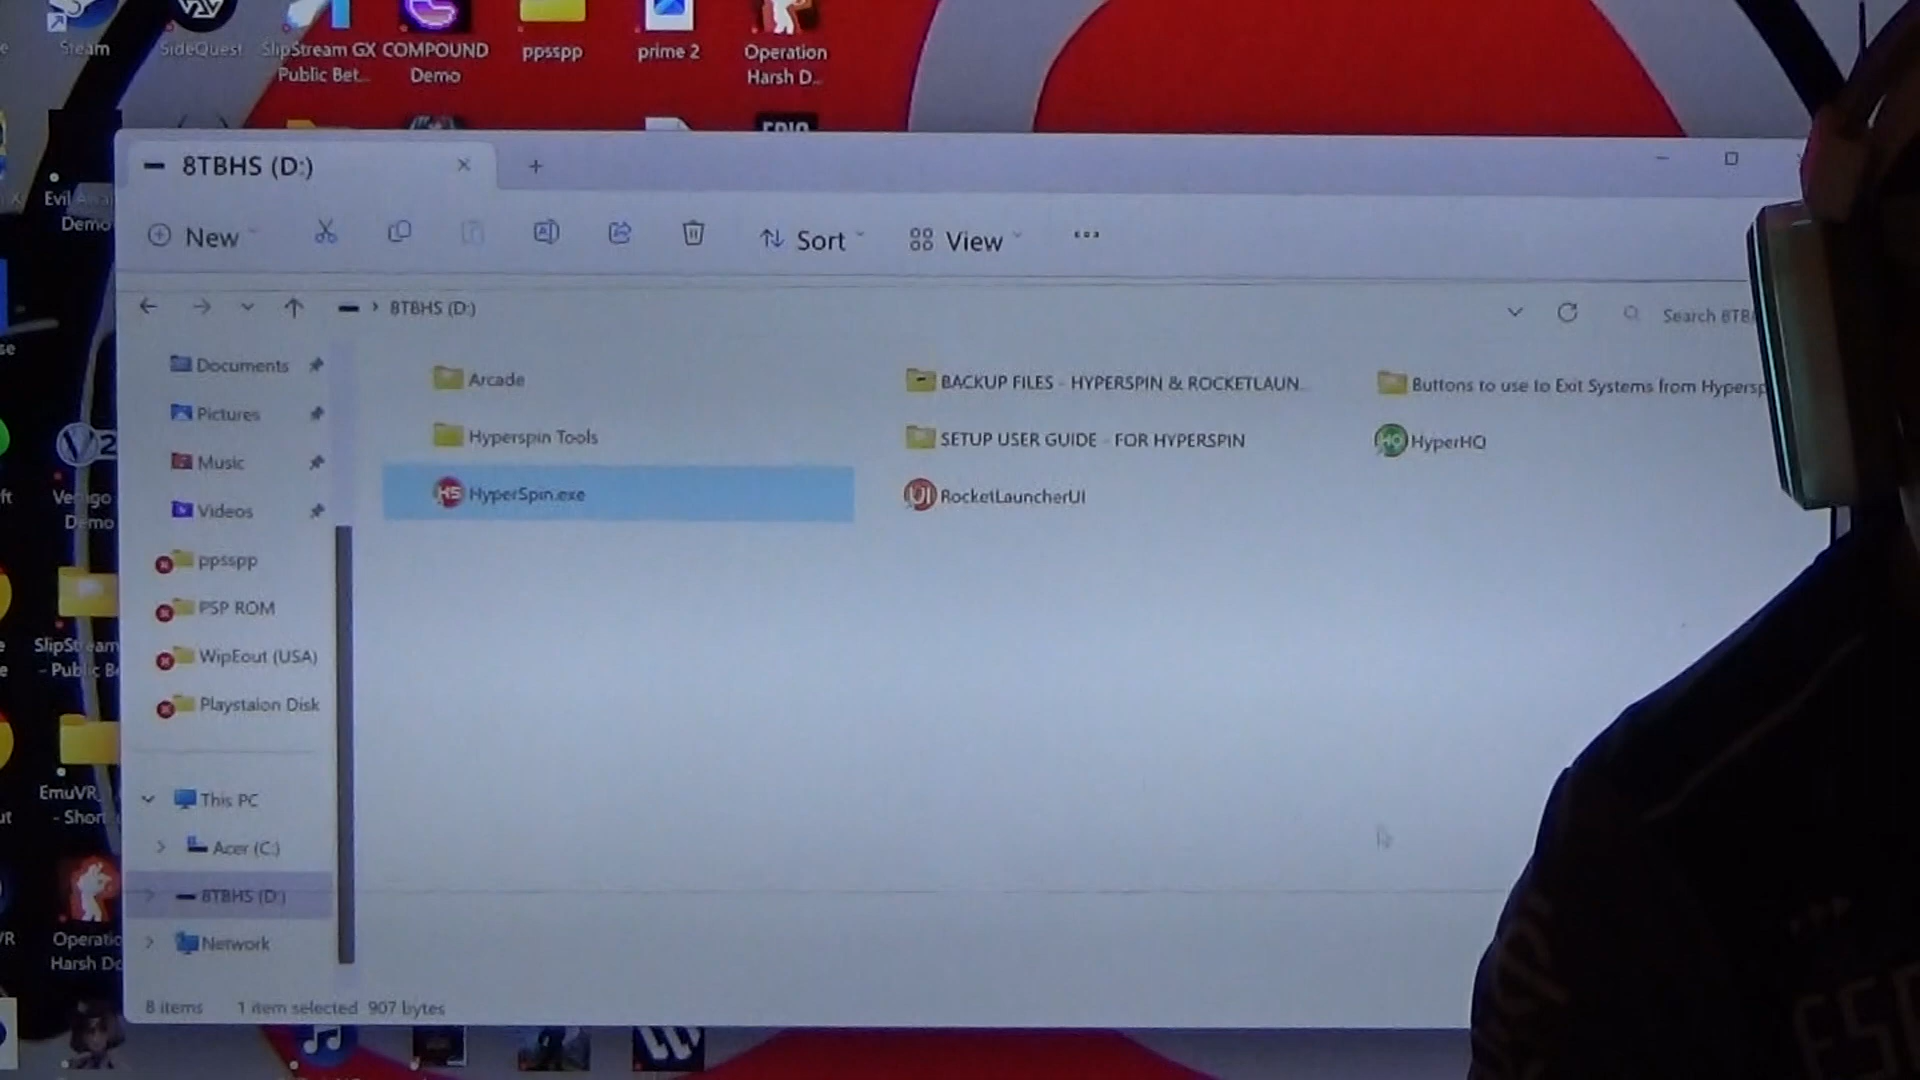 Steam
SideQuest
SlipStream GX
Public Bet...
COMPOUND
Demo
ppsspp
prime 2
Operation
Harsh D...
EPIC
8TBHS (D:)
New
Sort
View
8TBHS (D:)
Search 8TB
Documents
Pictures
Music
Videos
ppsspp
PSP ROM
WipEout (USA)
Playstaion Disk
This PC
Acer (C:)
8TBHS (D:)
Network
Arcade
BACKUP FILES - HYPERSPIN & ROCKETLAUN...
Buttons to use to Exit Systems from Hypersp
Hyperspin Tools
SETUP USER GUIDE - FOR HYPERSPIN
HyperHQ
HyperSpin.exe
RocketLauncherUI
8 items
1 item selected 907 bytes
Evil
Demo
V2
Vertigo
Demo
SlipStream
- Public B
EmuVR
- Short
Operatio
Harsh Do